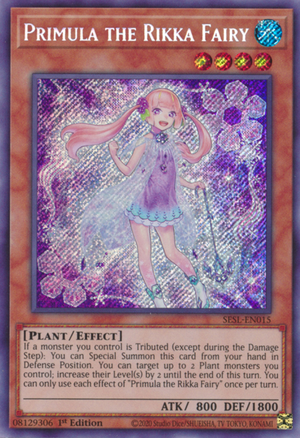 PRIMULA THE RIKKA FAIRY
SESL-EN015
[PLANT/EFFECT]
If a monster you control is Tributed (except during the Damage
Step): You can Special Summon this card from your hand in
Defense Position. You can target up to 2 Plant monsters you
control; increase their Level(s) by 2 until the end of this turn. You
can only use each effect of "Primula the Rikka Fairy" once per turn.
ATK/ 800 DEF/1800
08129306 1st Edition ©2020 Studio Dice/SHUEISHA, TV TOKYO, KONAMI